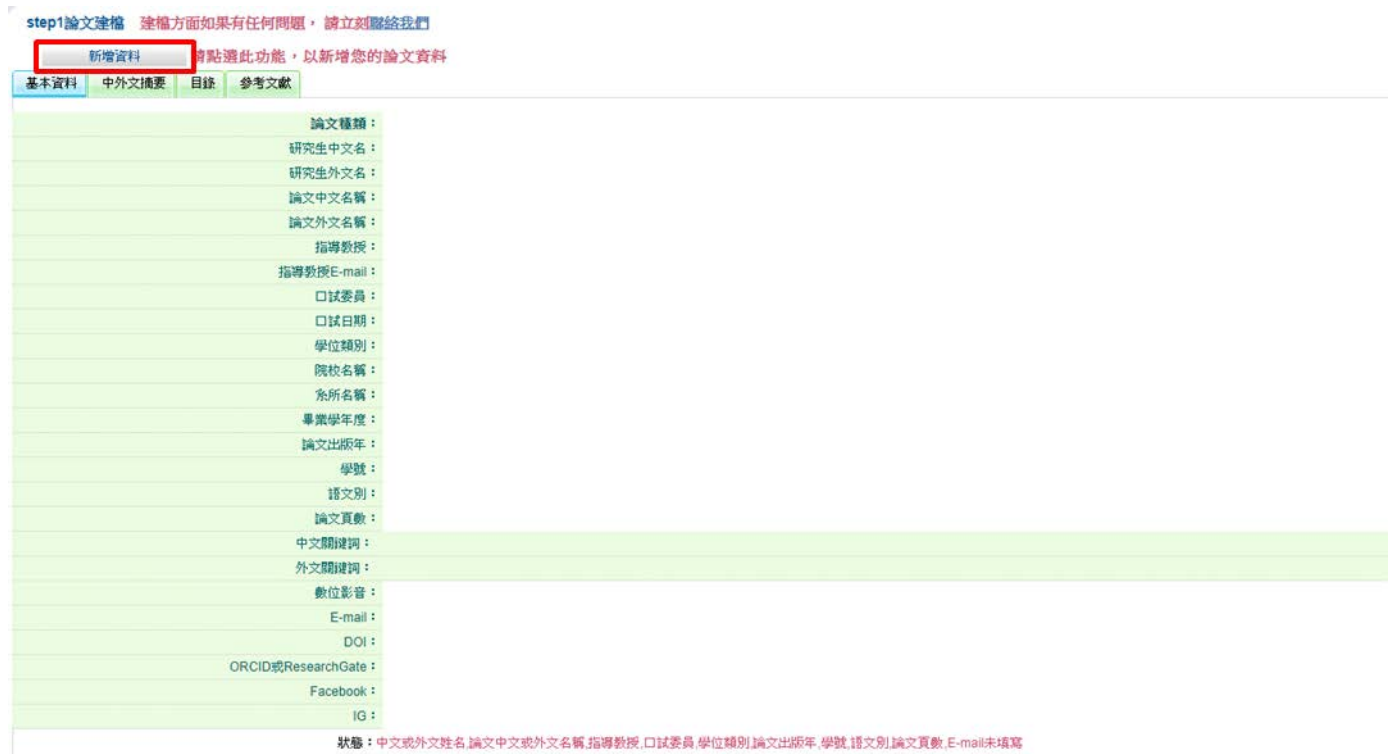 step1論文建檔 建檔方面如果有任何問題， 請立刻聯絡我們
新增資料 請點選此功能，以新增您的論文資料
基本資料 中外文摘要 目錄 參考文獻
論文種類：
研究生中文名：
研究生外文名：
論文中文名稱：
論文外文名稱：
指導教授：
指導教授E-mail：
口試委員：
口試日期：
學位類別：
院校名稱：
系所名稱：
畢業學年度：
論文出版年：
學號：
語文別：
論文頁數：
中文關鍵詞：
外文關鍵詞：
數位影音：
E-mail：
DOI：
ORCID或ResearchGate：
Facebook：
IG：
狀態：中文或外文姓名,論文中文或外文名稱,指導教授,口試委員,學位類別,論文出版年,學號,語文別,論文頁數,E-mail未填寫